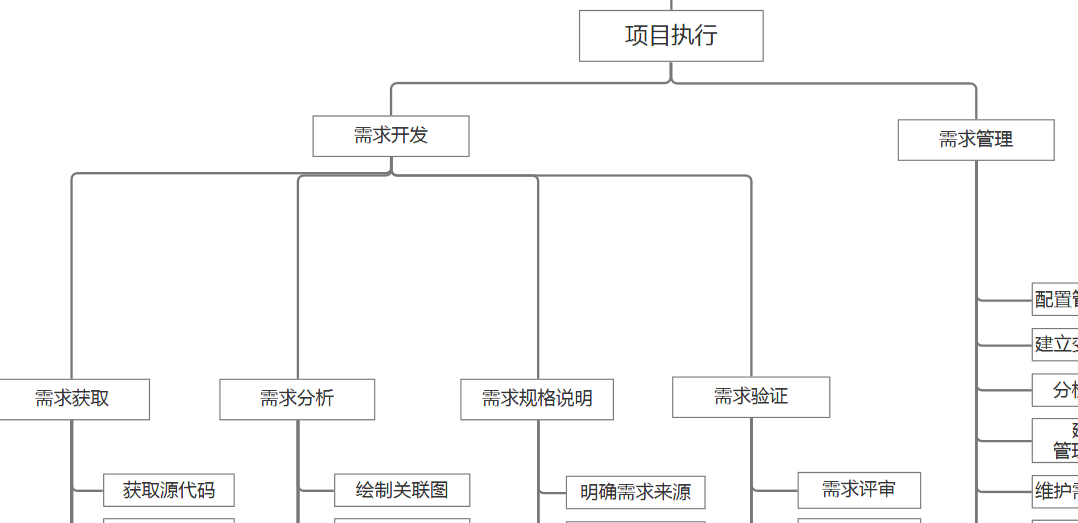 项目执行
需求开发
需求管理
配置
建立
分
管
维护
需求获取
需求分析
需求规格说明
需求验证
获取源代码
绘制关联图
明确需求来源
需求评审